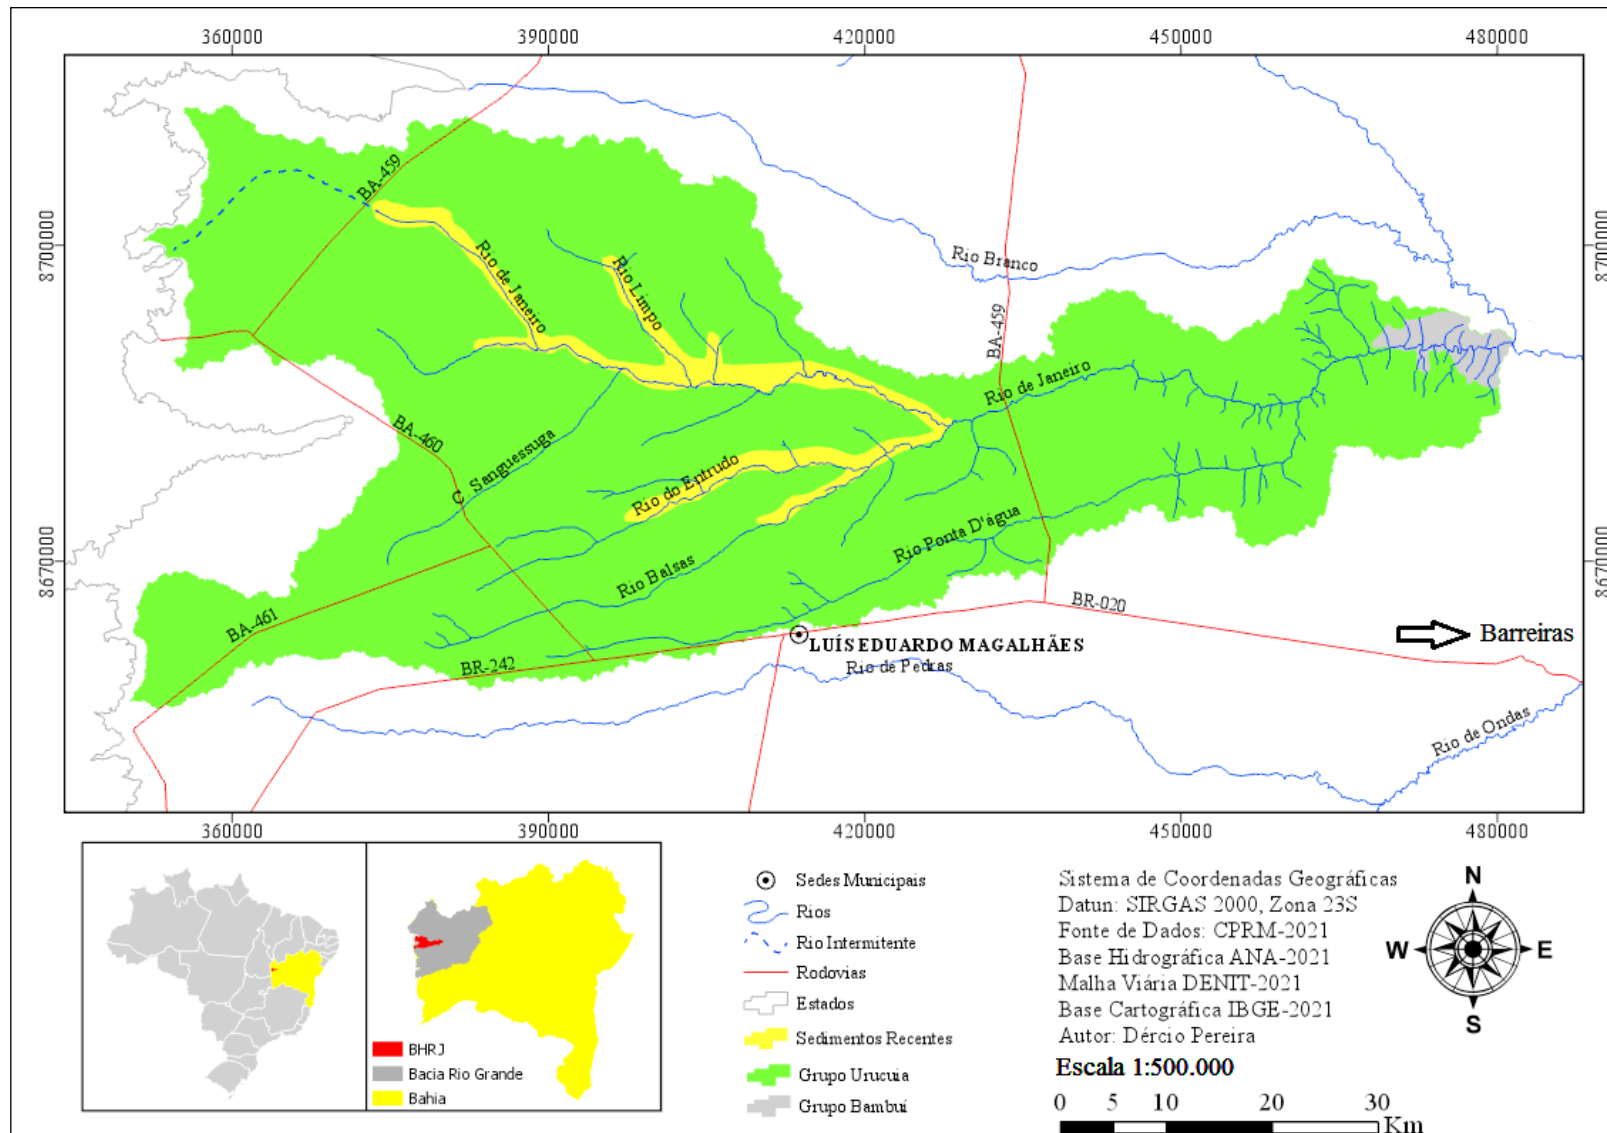 360000
390000
420000
450000
480000
8700000
8700000
BA-459
Rio de Janeiro
Rio Limpo
Rio Branco
BA-459
Rio de Janeiro
BA-460
C. Sanguessuga
Rio do Entrudo
Rio Ponta D'água
8670000
8670000
Rio Balsas
BA-461
BR-020
Barreiras
LUÍS EDUARDO MAGALHÃES
BR-242
Rio de Pedras
Rio de Ondas
360000
390000
420000
450000
480000
BHRJ
Bacia Rio Grande
Bahia
Sedes Municipais
Rios
Rio Intermitente
Rodovias
Estados
Sedimentos Recentes
Grupo Urucuia
Grupo Bambuí
Sistema de Coordenadas Geográficas
Datun: SIRGAS 2000, Zona 23S
Fonte de Dados: CPRM-2021
Base Hidrográfica ANA-2021
Malha Viária DENIT-2021
Base Cartográfica IBGE-2021
Autor: Dércio Pereira
Escala 1:500.000
0 5 10 20 30
Km
N
W E
S